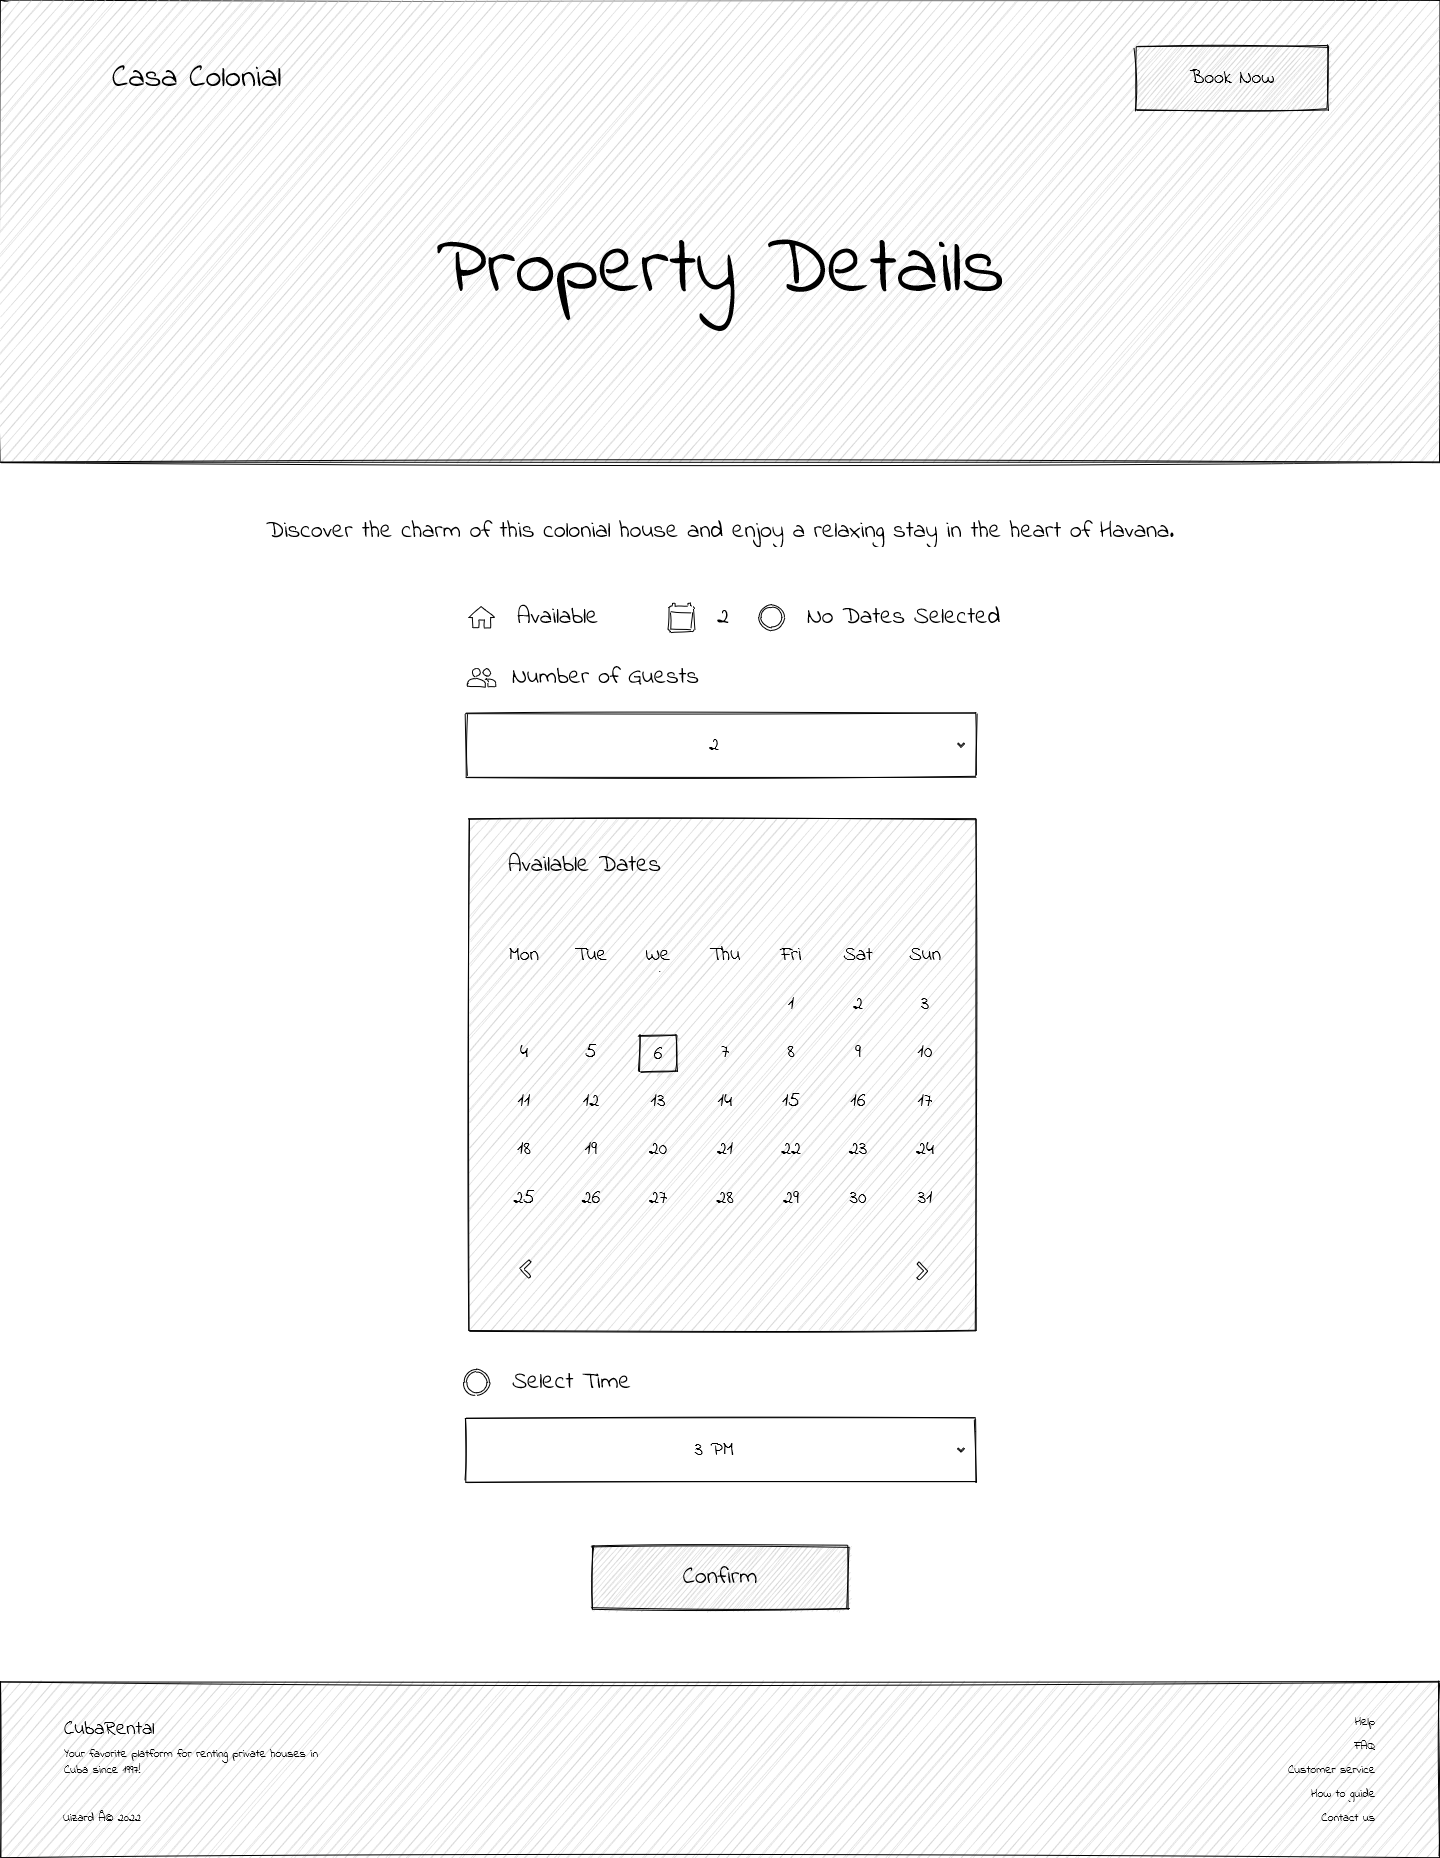 Casa Colonial
Book Now
Property Details
Discover the charm of this colonial house and enjoy a relaxing stay in the heart of Havana.
Available 2 No Dates Selected
Number of Guests
2
Available Dates
Mon Tue We Thu Fri Sat Sun
1 2 3
4 5 6 7 8 9 10
11 12 13 14 15 16 17
18 19 20 21 22 23 24
25 26 27 28 29 30 31
Select Time
3 PM
Confirm
CubaRental
Your favorite platform for renting private houses in
Cuba since 1997!
Uizard Â© 2022
Help
FAQ
Customer service
How to guide
Contact us